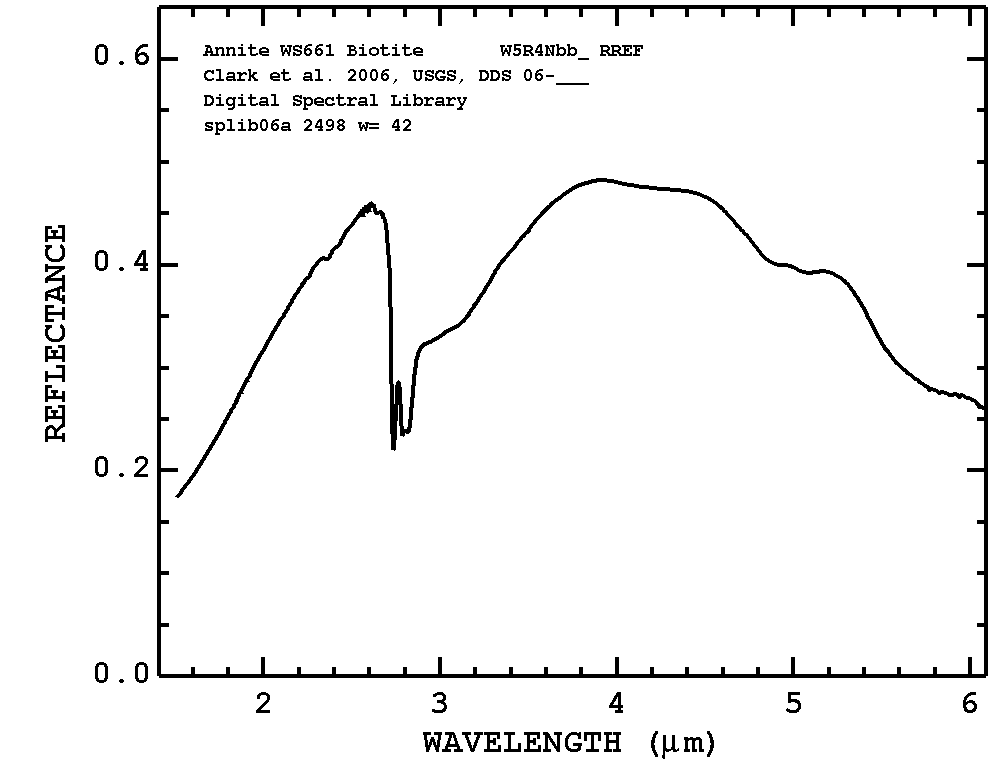 0.6
Annite WS661 Biotite W5R4Nbb_ RREF
Clark et al. 2006, USGS, DDS 06-___
Digital Spectral Library
splib06a 2498 w= 42
0.4
REFLECTANCE
0.2
0.0
2 3 4 5 6
WAVELENGTH (μm)